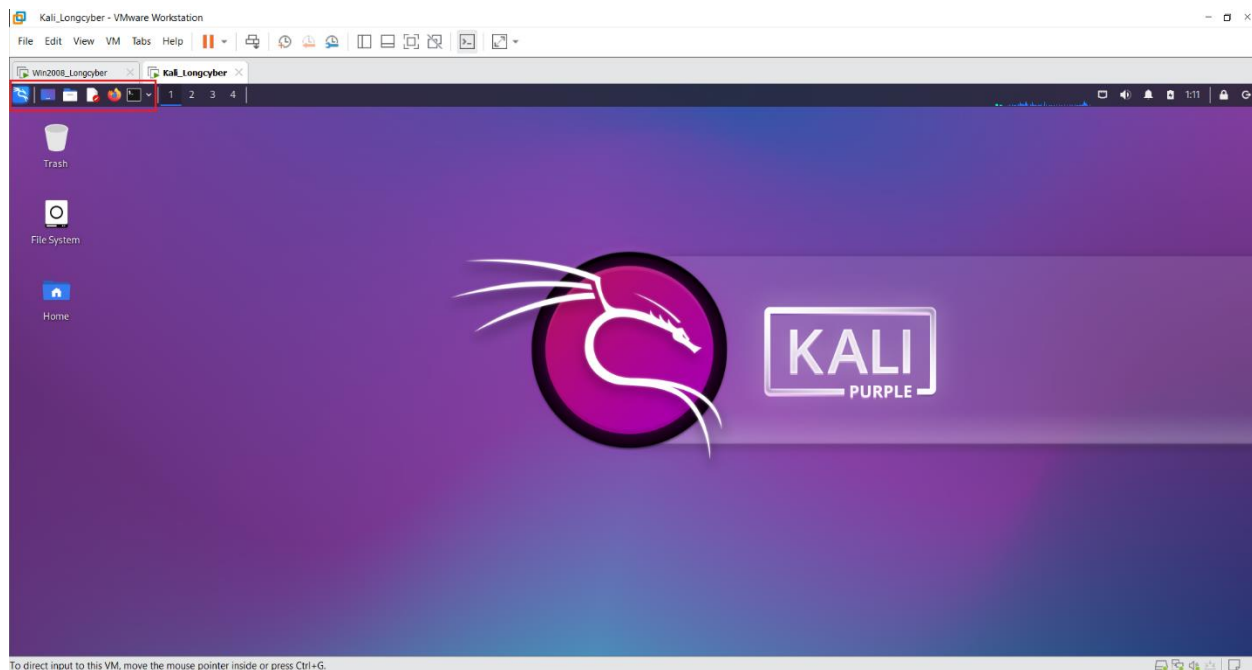 Kali_Longcyber - VMware Workstation
File Edit View VM Tabs Help
Win2008_Longcyber
Kali_Longcyber
1 2 3 4
1:11
Trash
File System
Home
KALI
PURPLE
To direct input to this VM, move the mouse pointer inside or press Ctrl+G.